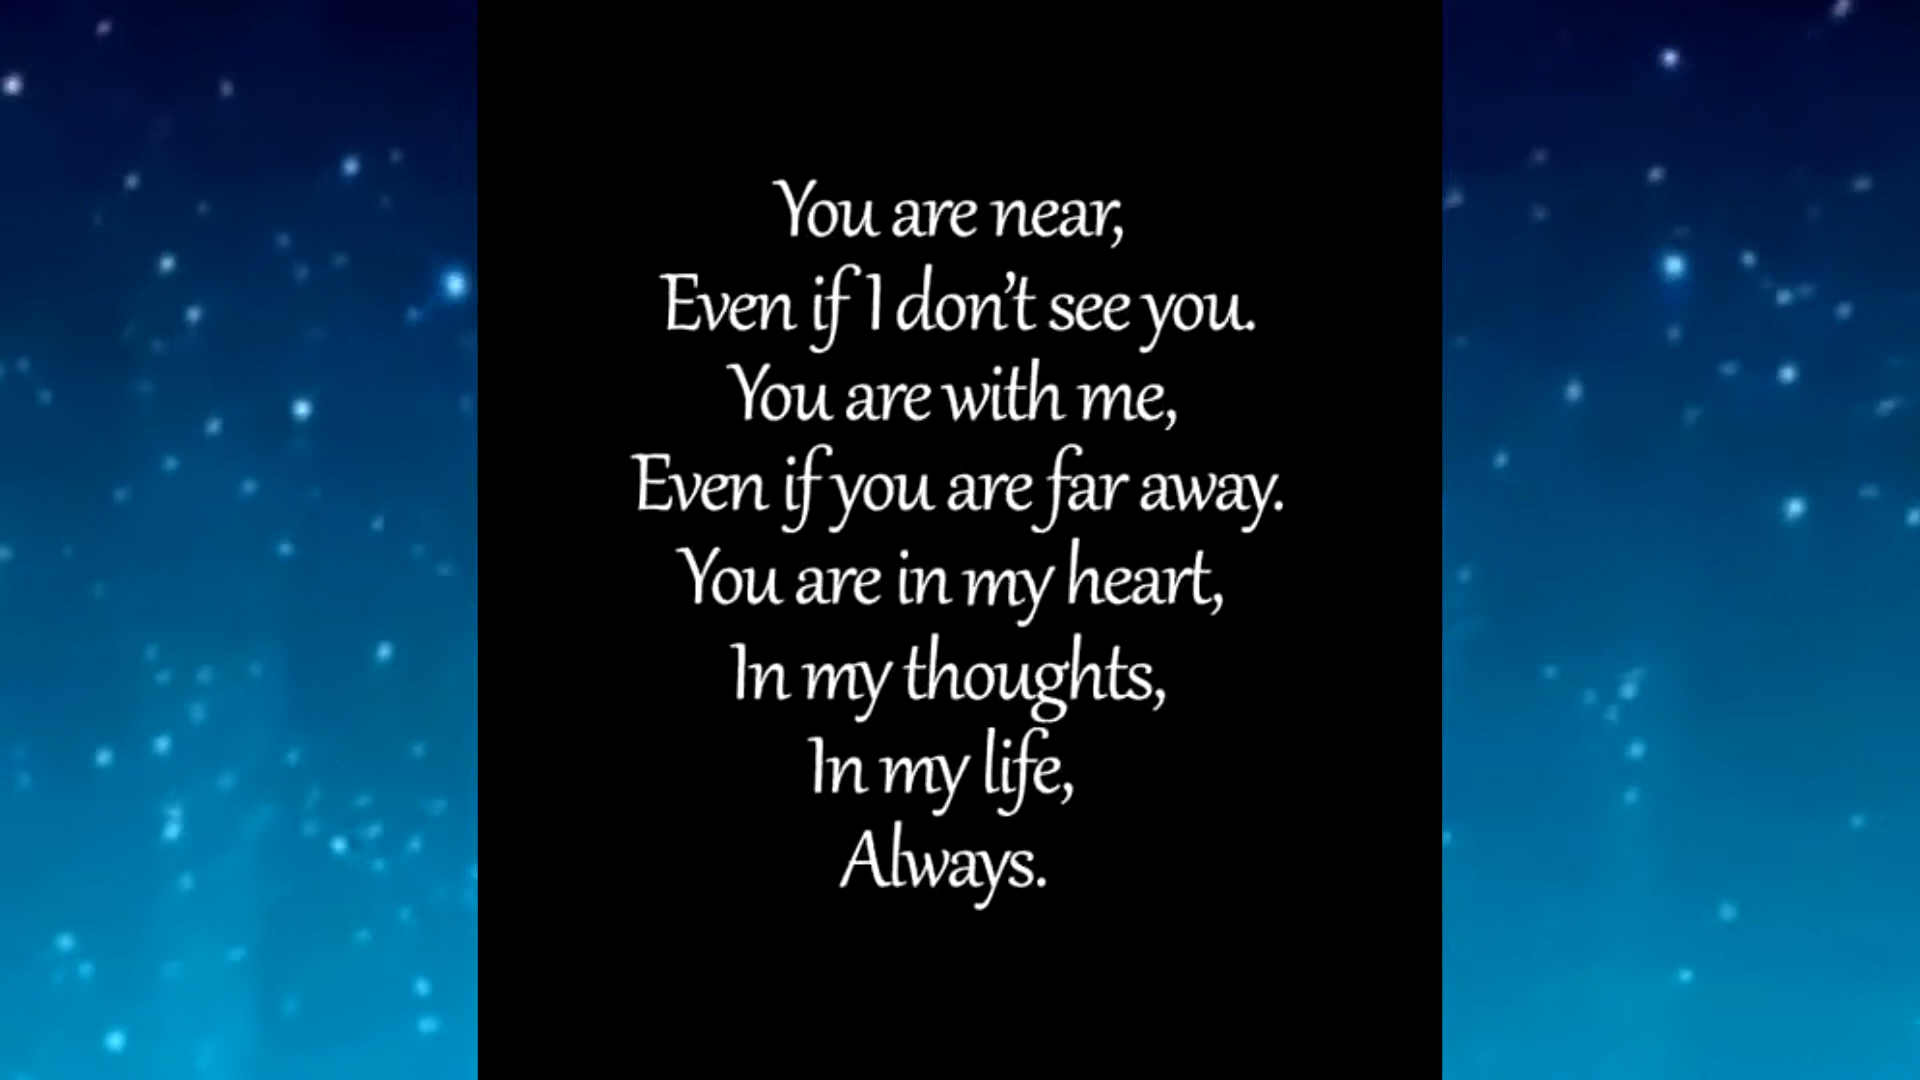 You are near,
Even if I don’t see you.
You are with me,
Even if you are far away.
You are in my heart,
In my thoughts,
In my life,
Always.